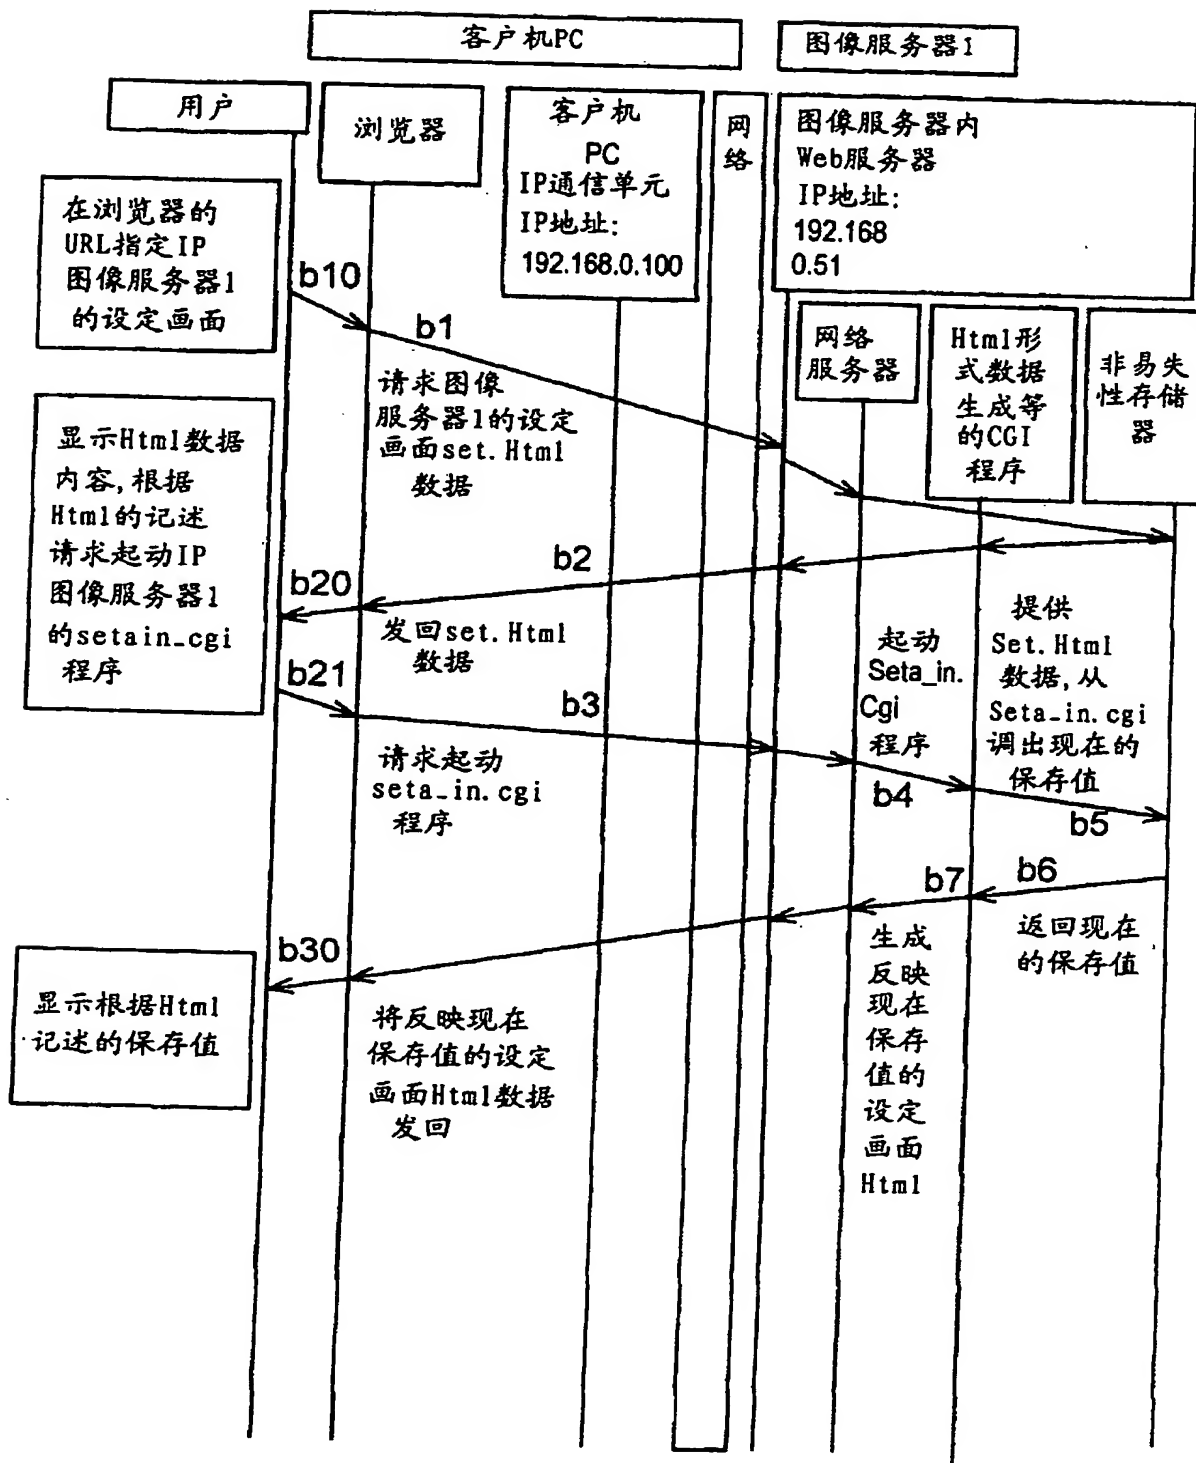 客户机PC
图像服务器1
用户
浏览器
客户机
PC
IP通信单元
IP地址:
192.168.0.100
网
络
图像服务器内
Web服务器
IP地址:
192.168
0.51
在浏览器的
URL指定IP
图像服务器1
的设定画面
b10
b1
请求图像
服务器1的设定
画面set.Html
数据
网络
服务器
Html形
式数据
生成等
的CGI
程序
非易失
性存储
器
显示Html数据
内容,根据
Html的记述
请求起动IP
图像服务器1
的setain_cgi
程序
b20
b2
发回set.Html
数据
b21
b3
请求起动
seta_in.cgi
程序
起动
Seta_in.
Cgi
程序
b4
提供
Set.Html
数据,从
Seta_in.cgi
调出现在的
保存值
b5
b7
b6
返回现在
的保存值
生成
反映
现在
保存
值的
设定
画面
Html
b30
显示根据Html
记述的保存值
将反映现在
保存值的设定
画面Html数据
发回